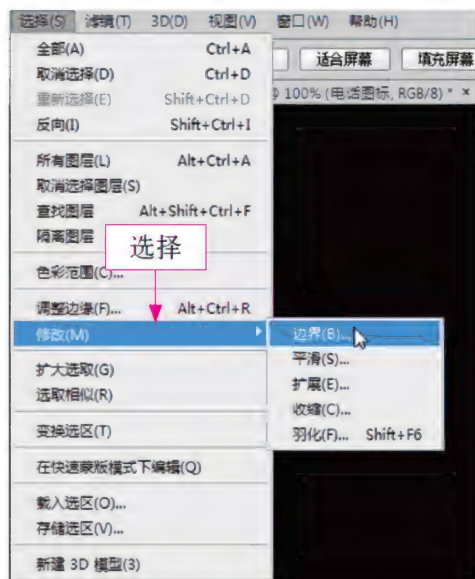 选择(S) 滤镜(T) 3D(D) 视图(V) 窗口(W) 帮助(H)
适合屏幕 填充屏幕
100% (电话图标, RGB/8) * ×
全部(A) Ctrl+A
取消选择(D) Ctrl+D
重新选择(E) Shift+Ctrl+D
反向(I) Shift+Ctrl+I
所有图层(L) Alt+Ctrl+A
取消选择图层(S)
查找图层 Alt+Shift+Ctrl+F
隔离图层
选择
色彩范围(C)...
调整边缘(F)... Alt+Ctrl+R
修改(M)
边界(B)...
平滑(S)...
扩展(E)...
收缩(C)...
羽化(F)... Shift+F6
扩大选取(G)
选取相似(R)
变换选区(T)
在快速蒙版模式下编辑(Q)
载入选区(O)...
存储选区(V)...
新建 3D 模型(3)